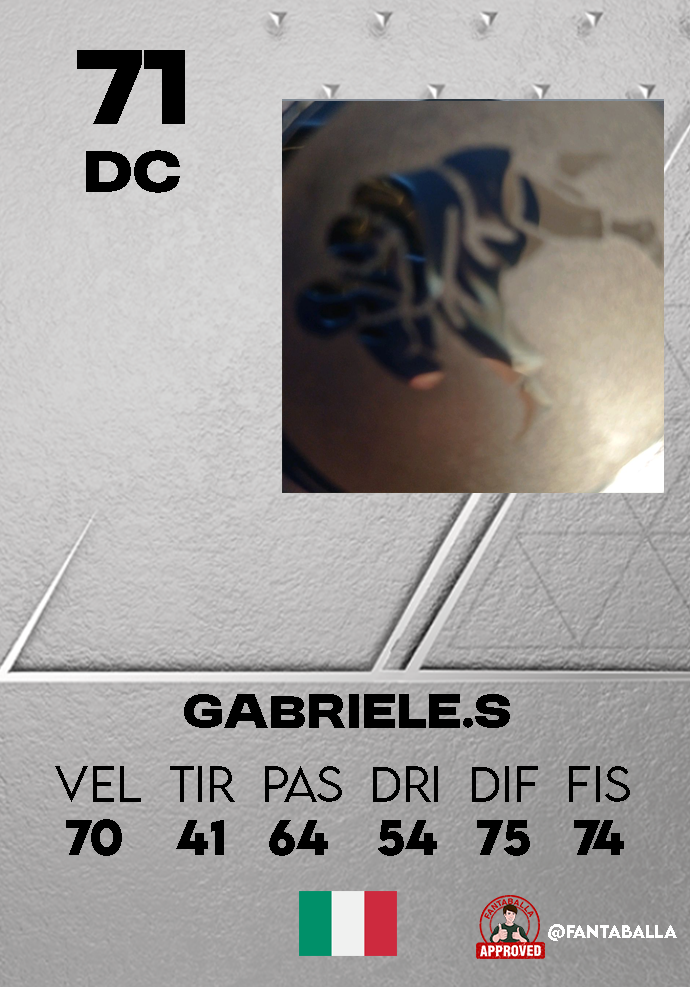 71
DC
GABRIELE.S
VEL TIR PAS DRI DIF FIS
70 41 64 54 75 74
FANTABALLA
APPROVED
@FANTABALLA